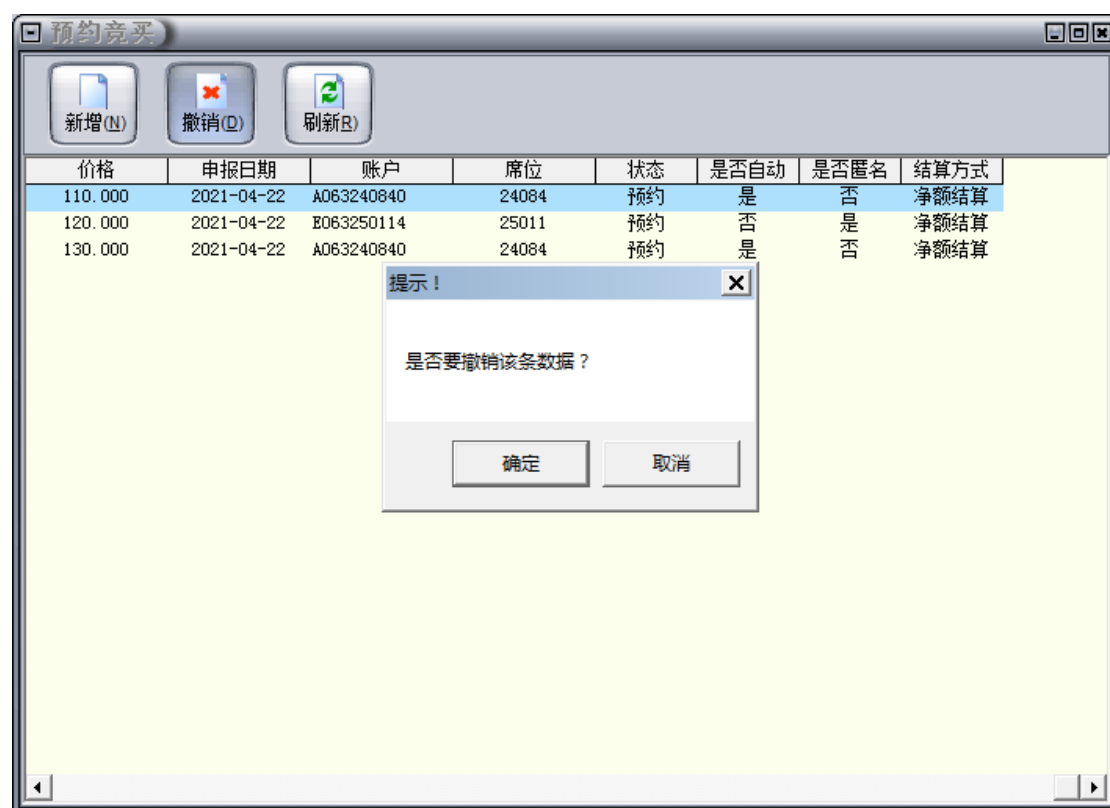 预约竞买
新增(N) 撤销(D) 刷新R)
价格 申报日期 账户 席位 状态 是否自动 是否匿名 结算方式
110.000 2021-04-22 A063240840 24084 预约 是 否 净额结算
120.000 2021-04-22 E063250114 25011 预约 否 是 净额结算
130.000 2021-04-22 A063240840 24084 预约 是 否 净额结算
提示！
是否要撤销该条数据？
确定 取消